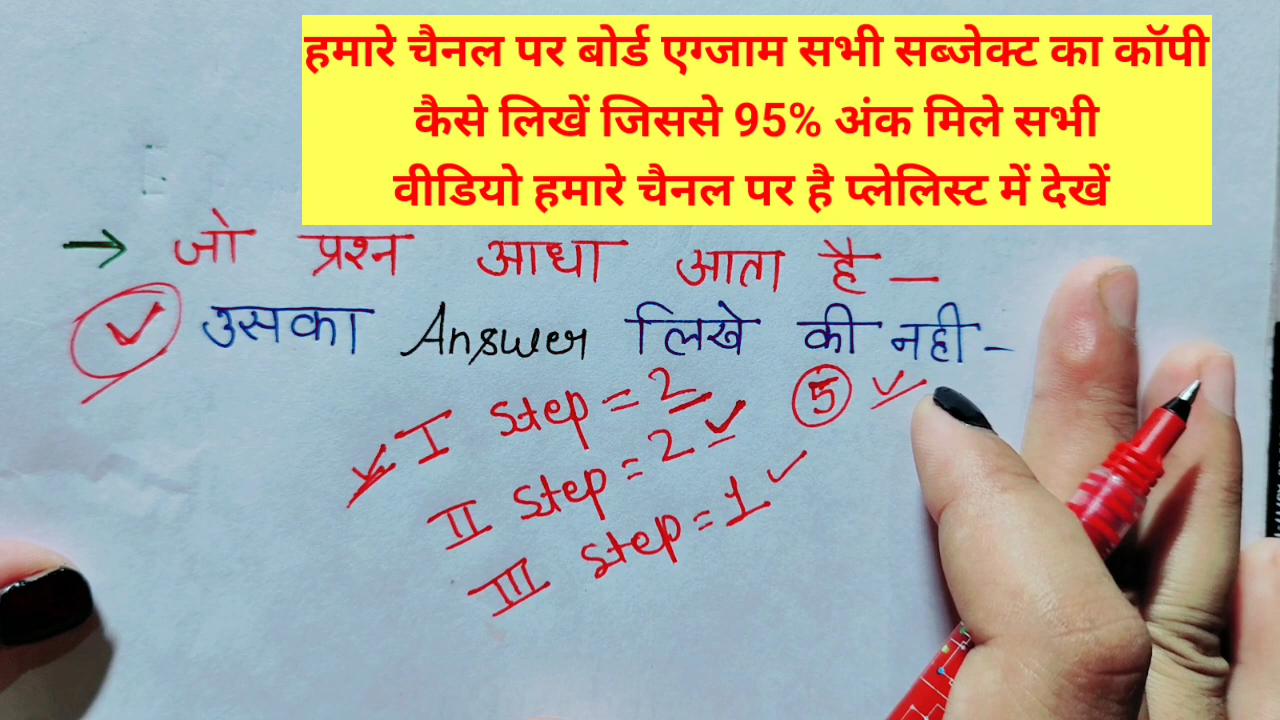 हमारे चैनल पर बोर्ड एग्जाम सभी सब्जेक्ट का कॉपी
कैसे लिखें जिससे 95% अंक मिले सभी
वीडियो हमारे चैनल पर है प्लेलिस्ट में देखें
→ जो प्रश्न आधा आता है –
✓ उसका Answer लिखे की नही –
I Step = 2 ⑤ ✓
II Step = 2 ✓
III Step = 1 ✓